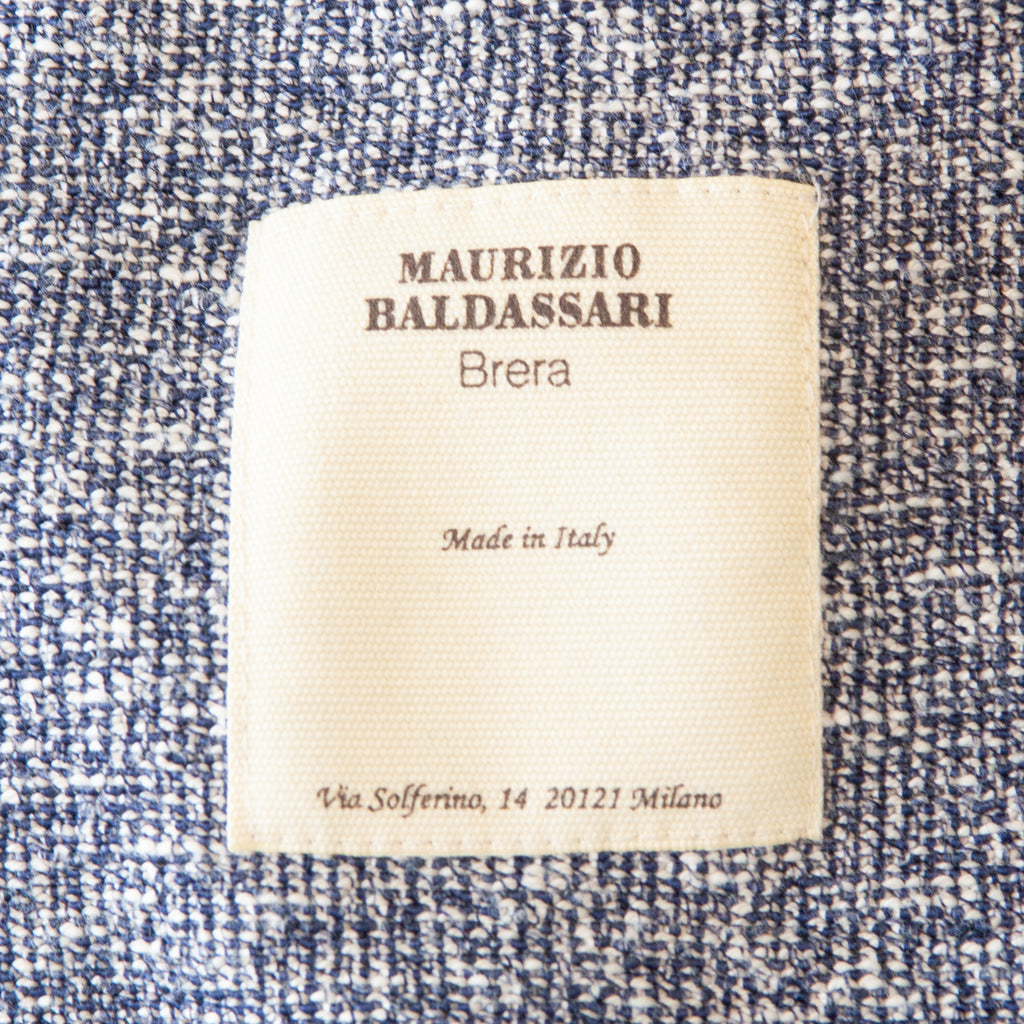 MAURIZIO
BALDASSARI
Brera
Made in Italy
Via Solferino, 14 20121 Milano